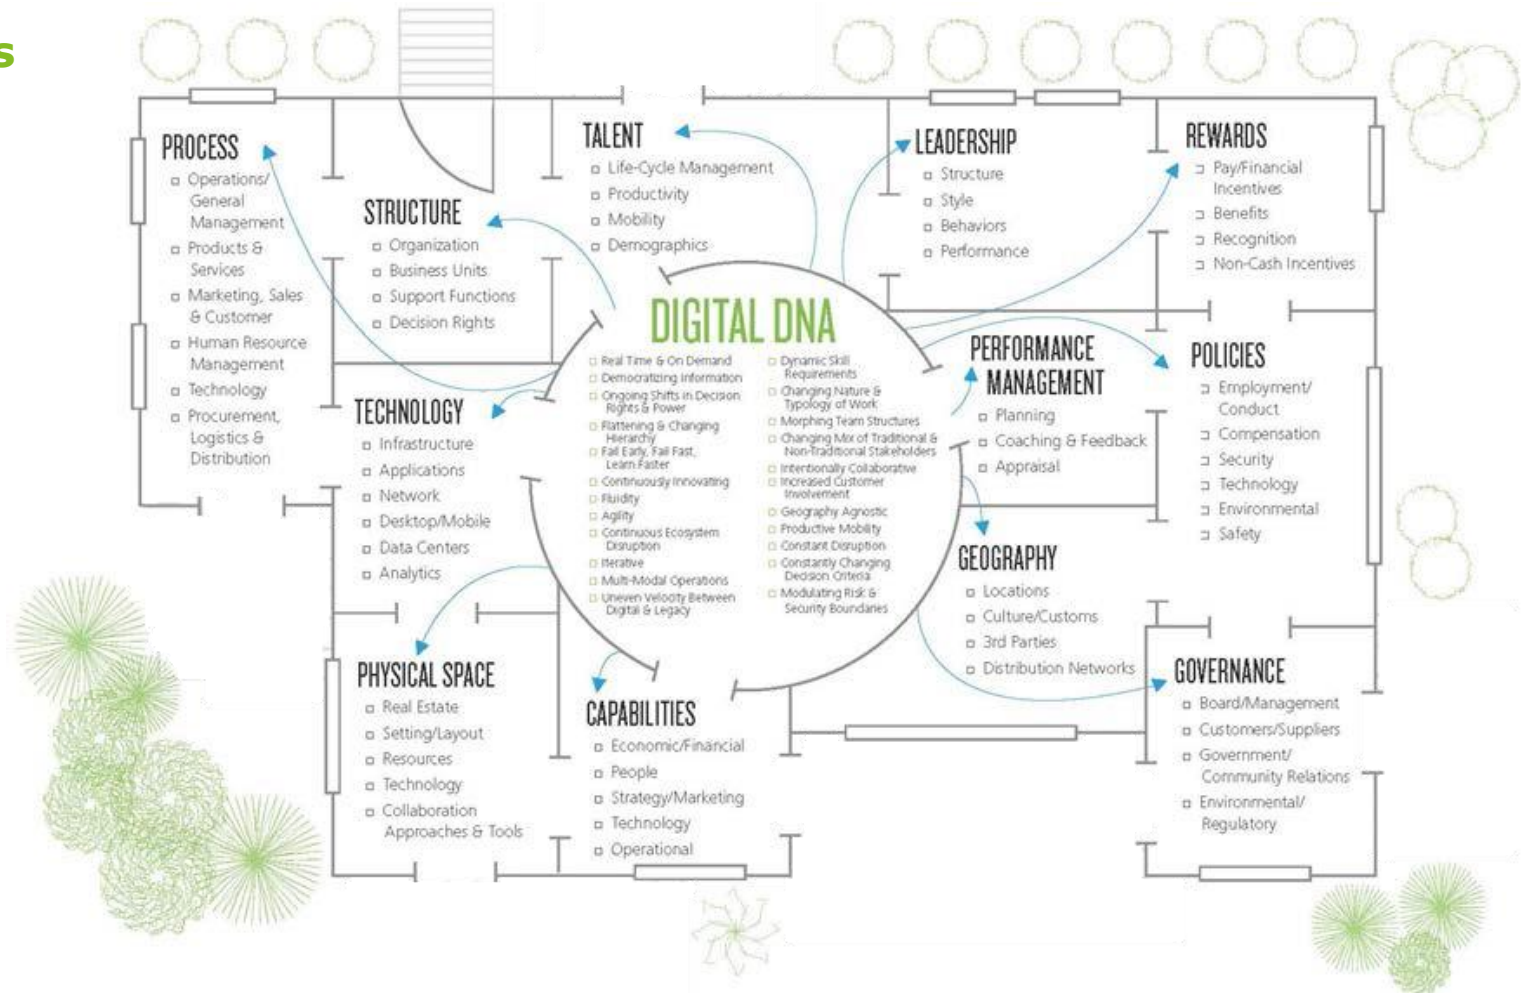 s
PROCESS
Operations/
General
Management
Products &
Services
Marketing, Sales
& Customer
Human Resource
Management
Technology
Procurement,
Logistics &
Distribution
STRUCTURE
Organization
Business Units
Support Functions
Decision Rights
TALENT
Life-Cycle Management
Productivity
Mobility
Demographics
LEADERSHIP
Structure
Style
Behaviors
Performance
REWARDS
Pay/Financial
Incentives
Benefits
Recognition
Non-Cash Incentives
TECHNOLOGY
Infrastructure
Applications
Network
Desktop/Mobile
Data Centers
Analytics
DIGITAL DNA
Real Time & On Demand
Democratizing Information
Ongoing Shifts in Decision
Rights & Power
Flattening & Changing
Hierarchy
Fail Early, Fail Fast,
Learn Faster
Continuously Innovating
Fluidity
Agility
Continuous Ecosystem
Disruption
Iterative
Multi-Modal Operations
Uneven Velocity Between
Digital & Legacy
Dynamic Skill
Requirements
Changing Nature &
Typology of Work
Morphing Team Structures
Changing Mix of Traditional &
Non-Traditional Stakeholders
Intentionally Collaborative
Increased Customer
Involvement
Geography Agnostic
Productive Mobility
Constant Disruption
Constantly Changing
Decision Criteria
Modulating Risk &
Security Boundaries
PERFORMANCE
MANAGEMENT
Planning
Coaching & Feedback
Appraisal
POLICIES
Employment/
Conduct
Compensation
Security
Technology
Environmental
Safety
GEOGRAPHY
Locations
Culture/Customs
3rd Parties
Distribution Networks
PHYSICAL SPACE
Real Estate
Setting/Layout
Resources
Technology
Collaboration
Approaches & Tools
CAPABILITIES
Economic/Financial
People
Strategy/Marketing
Technology
Operational
GOVERNANCE
Board/Management
Customers/Suppliers
Government/
Community Relations
Environmental/
Regulatory